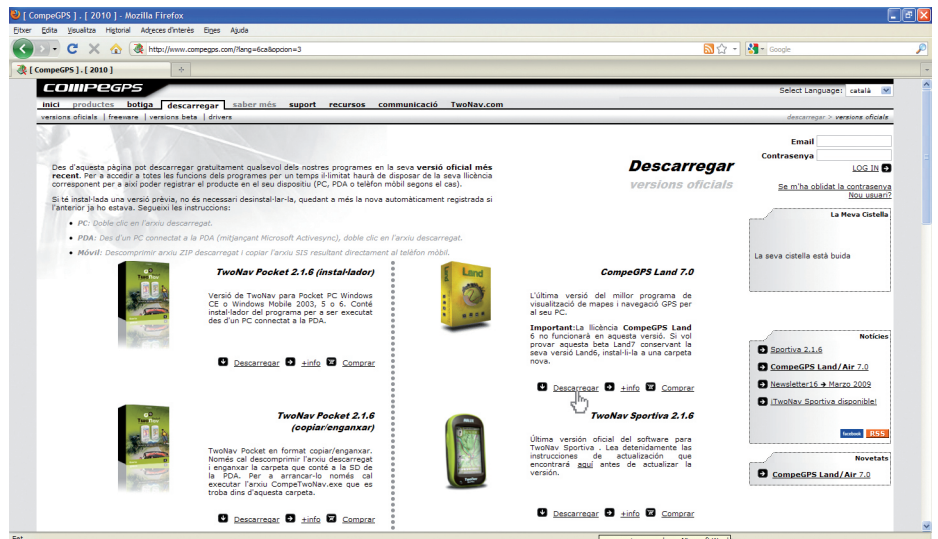 [ CompeGPS ] . [ 2010 ] - Mozilla Firefox
Fitxer Edita Visualitza Historial Adreces d'interès Eines Ajuda
http://www.compegps.com/?lang=6ca&opcion=3
Google
[ CompeGPS ] . [ 2010 ]
COMPEGPS
Select Language: català
inici productes botiga descarregar saber més suport recursos comunicació TwoNav.com
versions oficials | freeware | versions beta | drivers
descarregar > versions oficials
Des d'aquesta pàgina pot descarregar gratuitament qualsevol dels nostres programes en la seva versió oficial més
recent. Per a accedir a totes les funcions dels programes per un temps il·limitat haurà de disposar de la seva llicència
corresponent per a així poder registrar el producte en el seu dispositiu (PC, PDA o telèfon mòbil segons el cas).
Si té instal·lada una versió prèvia, no és necessari desinstal·lar-la, quedant a més la nova automàticament registrada si
l'anterior ja ho estava. Segueixi les instruccions:
• PC: Doble clic en l'arxiu descarregat.
• PDA: Des d'un PC connectat a la PDA (mitjançant Microsoft Activesync), doble clic en l'arxiu descarregat.
• Móvil: Descomprimir arxiu ZIP descarregat i copiar l'arxiu SIS resultant directament al telèfon mòbil.
Descarregar
versions oficials
Email
Contrasenya
LOG IN
Se m'ha oblidat la contrasenya
Nou usuari?
La Meva Cistella
La seva cistella està buida
TwoNav Pocket 2.1.6 (instal·lador)
Versió de TwoNav para Pocket PC Windows
CE o Windows Mobile 2003, 5 o 6. Conté
instal·lador del programa per a ser executat
des d'un PC connectat a la PDA.
Descarregar +info Comprar
Land
CompeGPS Land 7.0
L'última versió del millor programa de
visualització de mapes i navegació GPS per
al seu PC.
Important:La llicència CompeGPS Land
6 no funcionarà en aquesta versió. Si vol
provar aquesta beta Land7 conservant la
seva versió Land6, instal·li-la a una carpeta
nova.
Descarregar +info Comprar
Notícies
Sportiva 2.1.6
CompeGPS Land/Air 7.0
Newsletter16 → Marzo 2009
¡TwoNav Sportiva disponible!
facebook RSS
TwoNav Pocket 2.1.6
(copiar/enganxar)
TwoNav Pocket en format copiar/enganxar.
Només cal descomprimir l'arxiu descarregat
i enganxar la carpeta que conté a la SD de
la PDA. Per a arrancar-lo només cal
executar l'arxiu CompeTwoNav.exe que es
troba dins d'aquesta carpeta.
Descarregar +info Comprar
TwoNav Sportiva 2.1.6
Última versión oficial del software para
TwoNav Sportiva . Lea detenidamente las
instrucciones de actualización que
encontrará aquí antes de actualizar la
versión.
Descarregar +info Comprar
Novetats
CompeGPS Land/Air 7.0